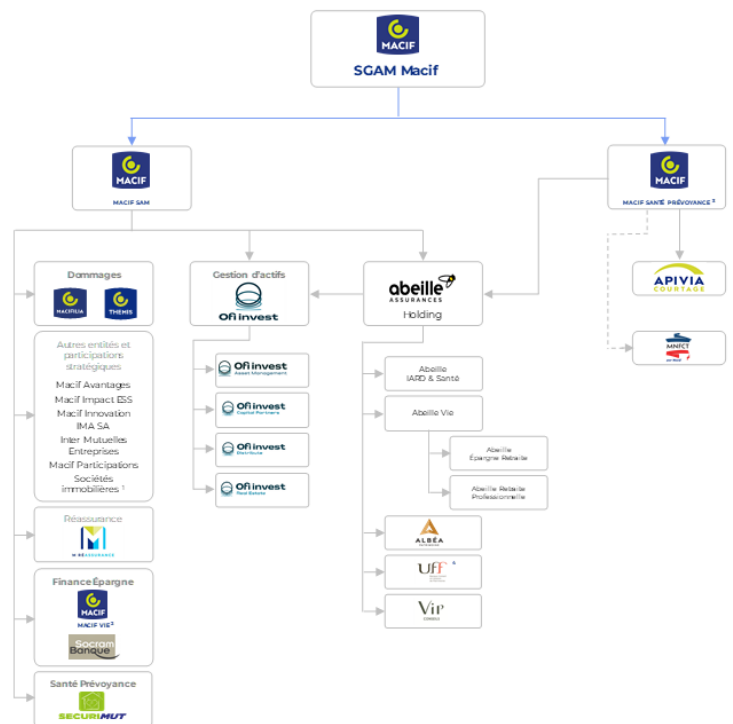 MACIF
SGAM Macif
MACIF
MACIF SAM
MACIF
MACIF SANTÉ PRÉVOYANCE
Dommages
MACIFILIA
THEMIS
Gestion d'actifs
Ofi invest
abeille
ASSURANCES
Holding
APIVIA
COURTAGE
MNFCT
Autres entités et
participations
stratégiques
Macif Avantages
Macif Impact ESS
Macif Innovation
IMA SA
Inter Mutuelles
Entreprises
Macif Participations
Sociétés
immobilières ¹
Ofi invest
Asset Management
Ofi invest
Capital Partners
Ofi invest
Distribution
Ofi invest
Real Estate
Abeille
IARD & Santé
Abeille Vie
Abeille
Épargne Retraite
Abeille Retraite
Professionnelle
ALBÉA
UFF
Vip
CONSEILS
Réassurance
M RÉASSURANCE
Finance Épargne
MACIF
MACIF VIE²
Socram
Banque
Santé Prévoyance
SECURIMUT